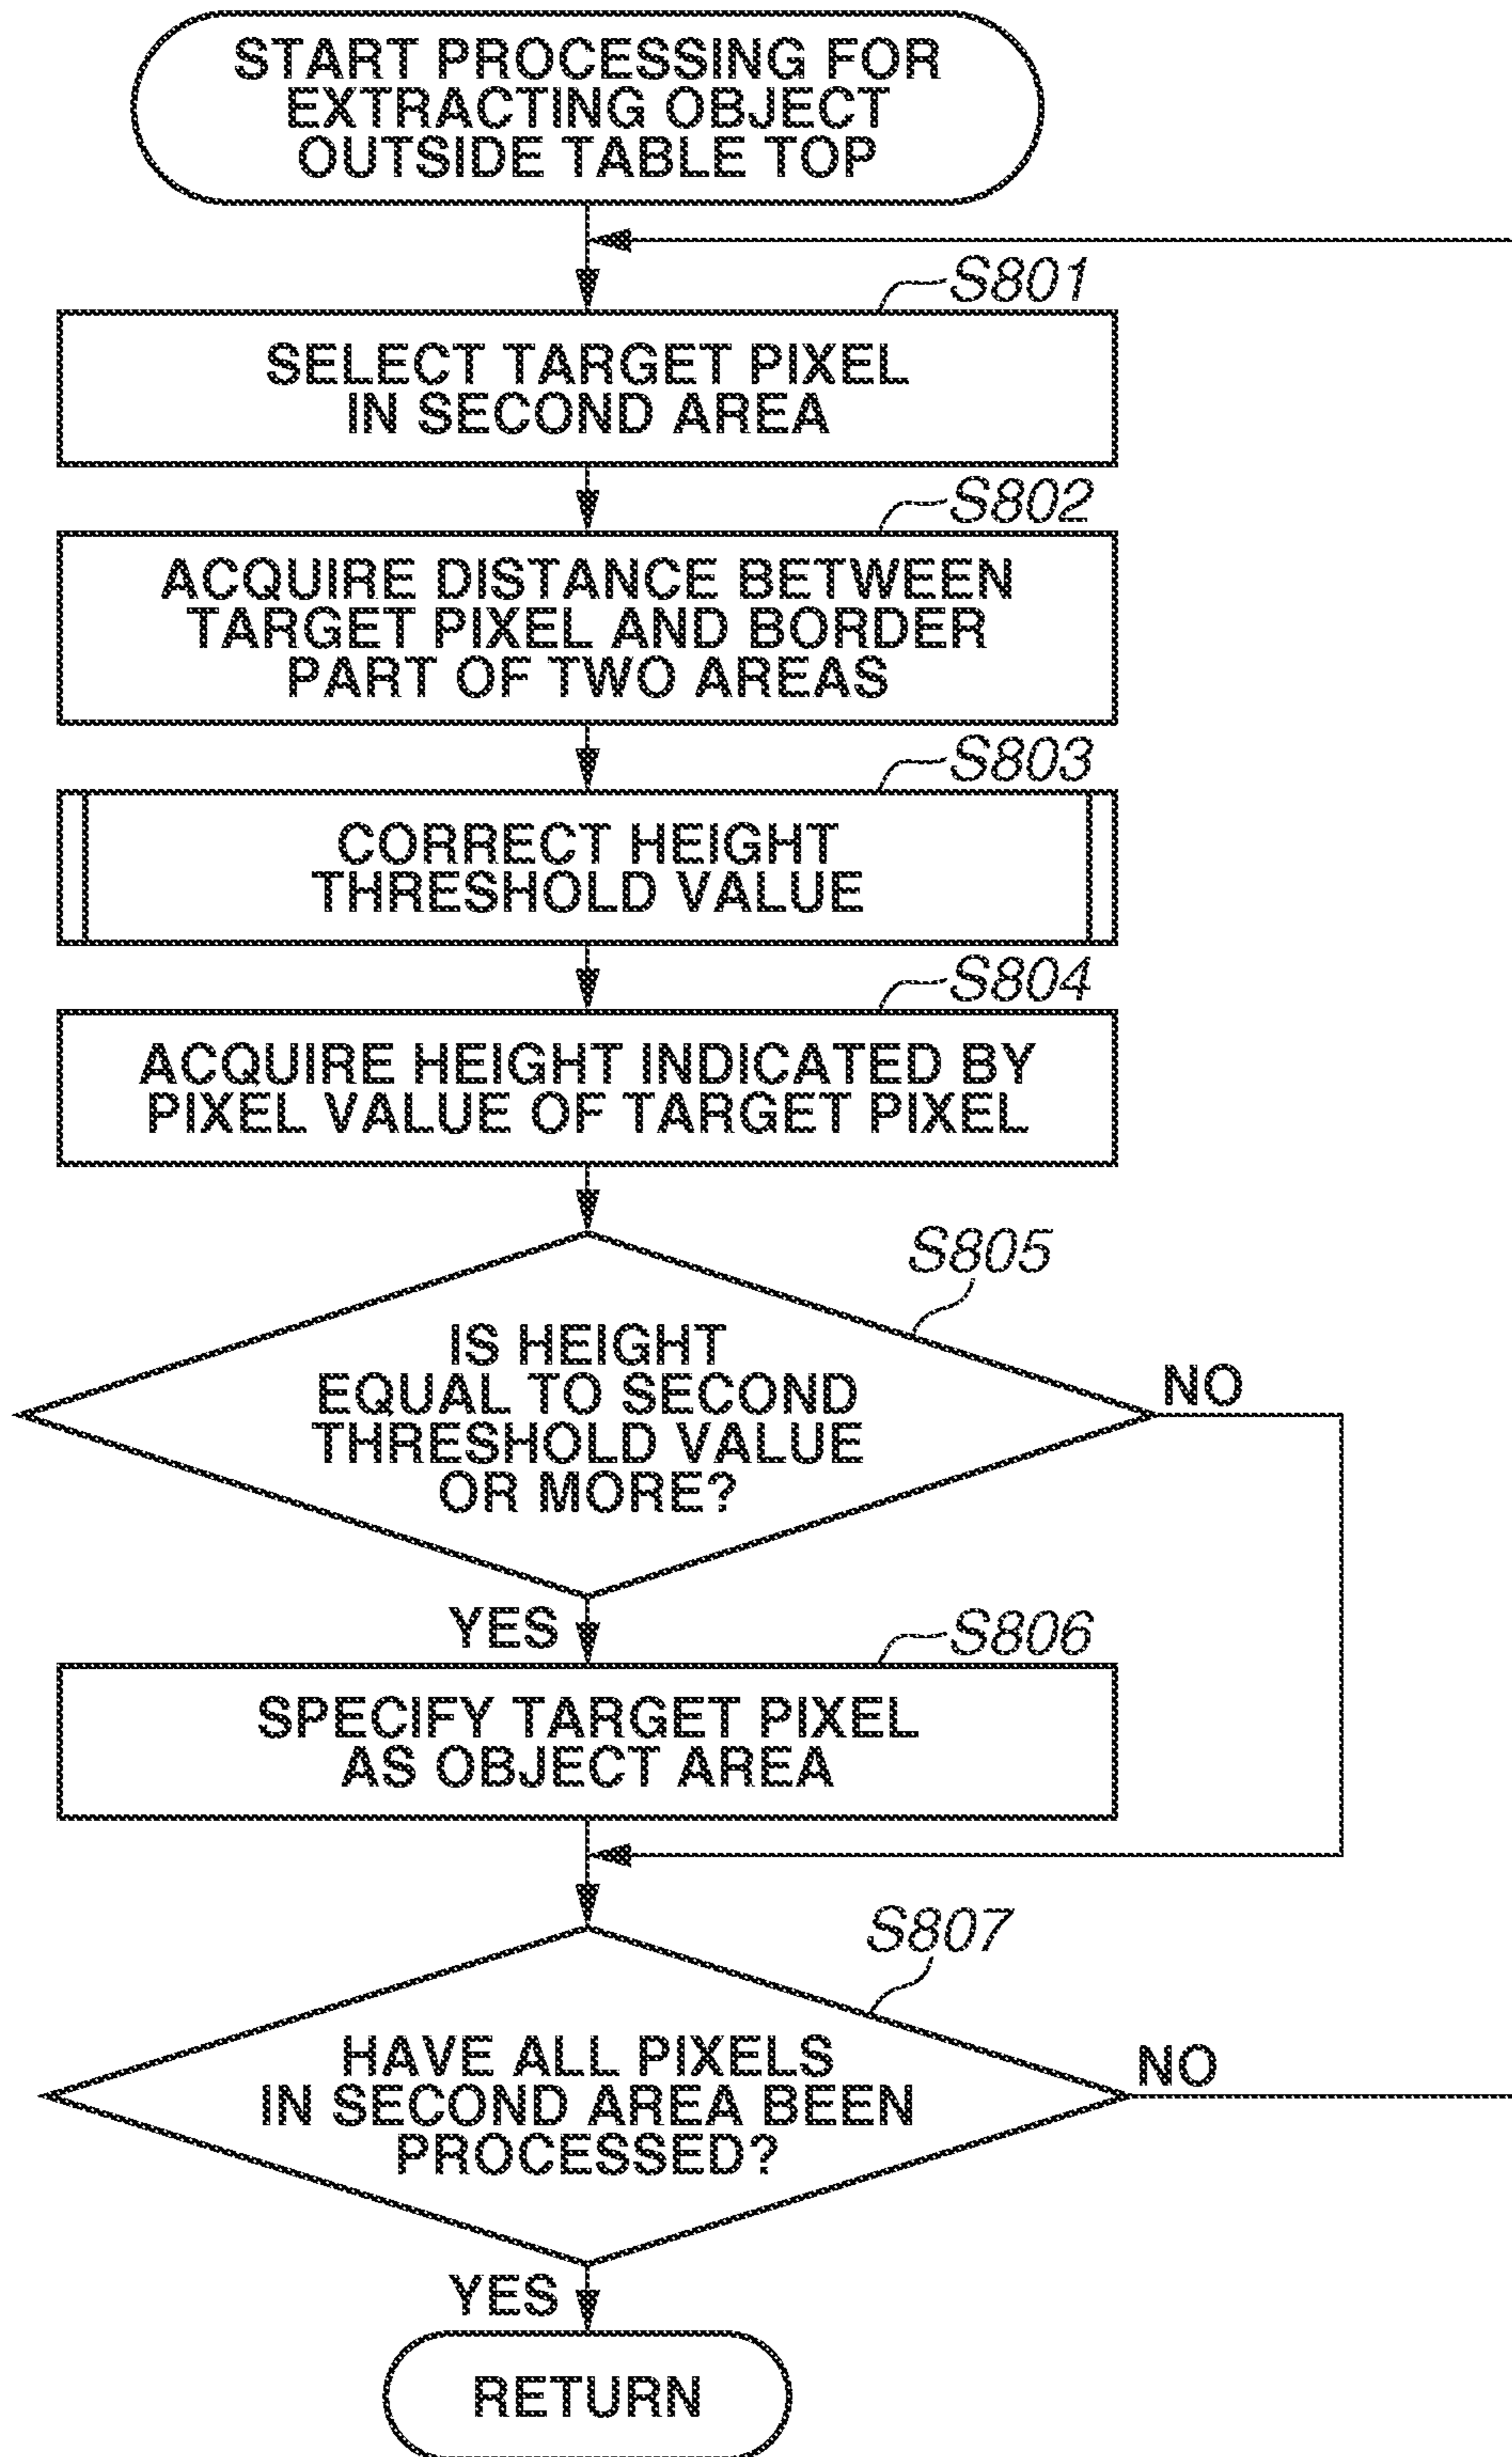 START PROCESSING FOR
EXTRACTING OBJECT
OUTSIDE TABLE TOP
S801
SELECT TARGET PIXEL
IN SECOND AREA
S802
ACQUIRE DISTANCE BETWEEN
TARGET PIXEL AND BORDER
PART OF TWO AREAS
S803
CORRECT HEIGHT
THRESHOLD VALUE
S804
ACQUIRE HEIGHT INDICATED BY
PIXEL VALUE OF TARGET PIXEL
S805
IS HEIGHT
EQUAL TO SECOND
THRESHOLD VALUE
OR MORE?
NO
YES
S806
SPECIFY TARGET PIXEL
AS OBJECT AREA
S807
HAVE ALL PIXELS
IN SECOND AREA BEEN
PROCESSED?
NO
YES
RETURN